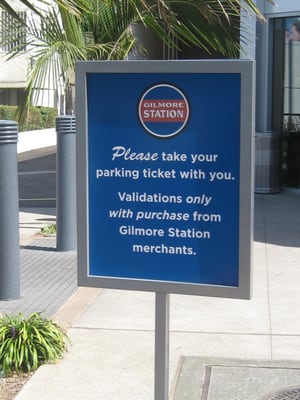 GILMORE
STATION
Please take your
parking ticket with you.
Validations only
with purchase from
Gilmore Station
merchants.